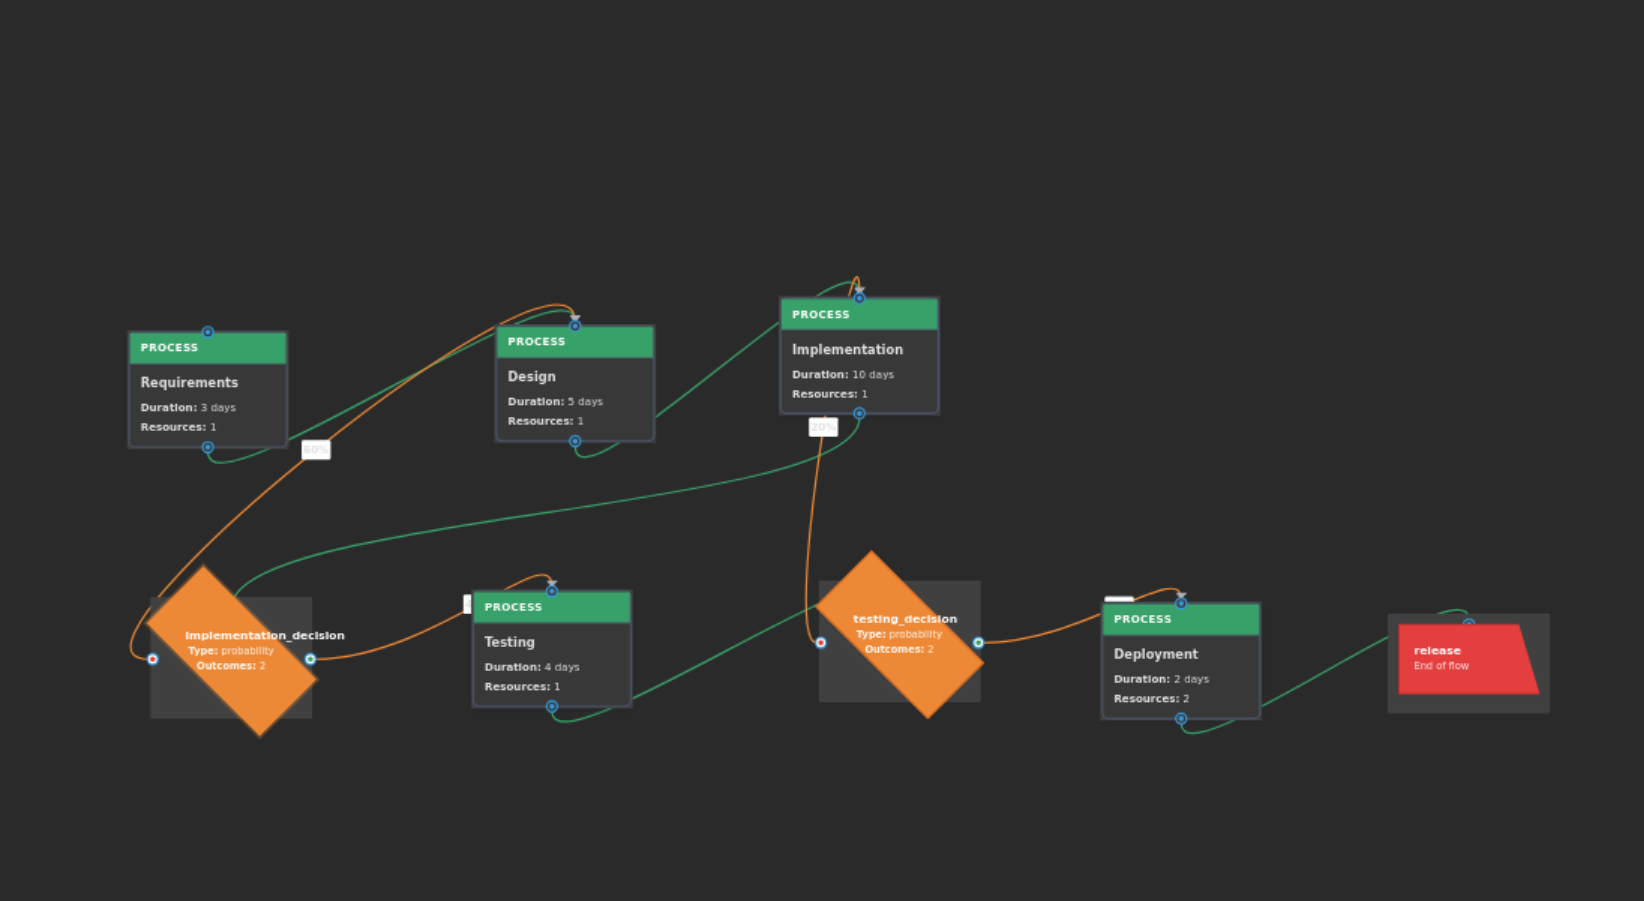 PROCESS
Requirements
Duration: 3 days
Resources: 1
PROCESS
Design
Duration: 5 days
Resources: 1
PROCESS
Implementation
Duration: 10 days
Resources: 1
60%
20%
implementation_decision
Type: probability
Outcomes: 2
PROCESS
Testing
Duration: 4 days
Resources: 1
testing_decision
Type: probability
Outcomes: 2
PROCESS
Deployment
Duration: 2 days
Resources: 2
release
End of flow